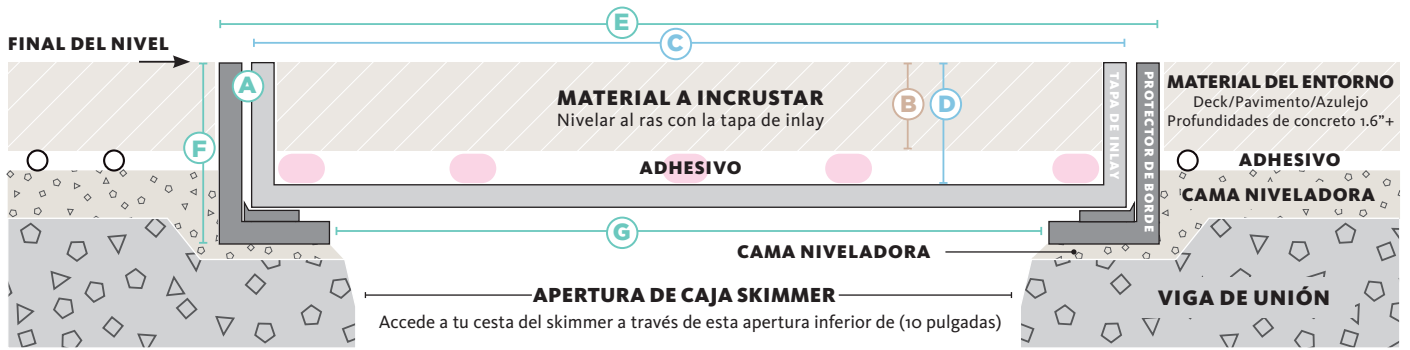 E
FINAL DEL NIVEL
C
A
MATERIAL A INCRUSTAR
Nivelar al ras con la tapa de inlay
B
D
TAPA DE INLAY
PROTECTOR DE BORDE
MATERIAL DEL ENTORNO
Deck/Pavimento/Azulejo
Profundidades de concreto 1.6"+
F
ADHESIVO
ADHESIVO
CAMA NIVELADORA
G
CAMA NIVELADORA
APERTURA DE CAJA SKIMMER
Accede a tu cesta del skimmer a través de esta apertura inferior de (10 pulgadas)
VIGA DE UNIÓN